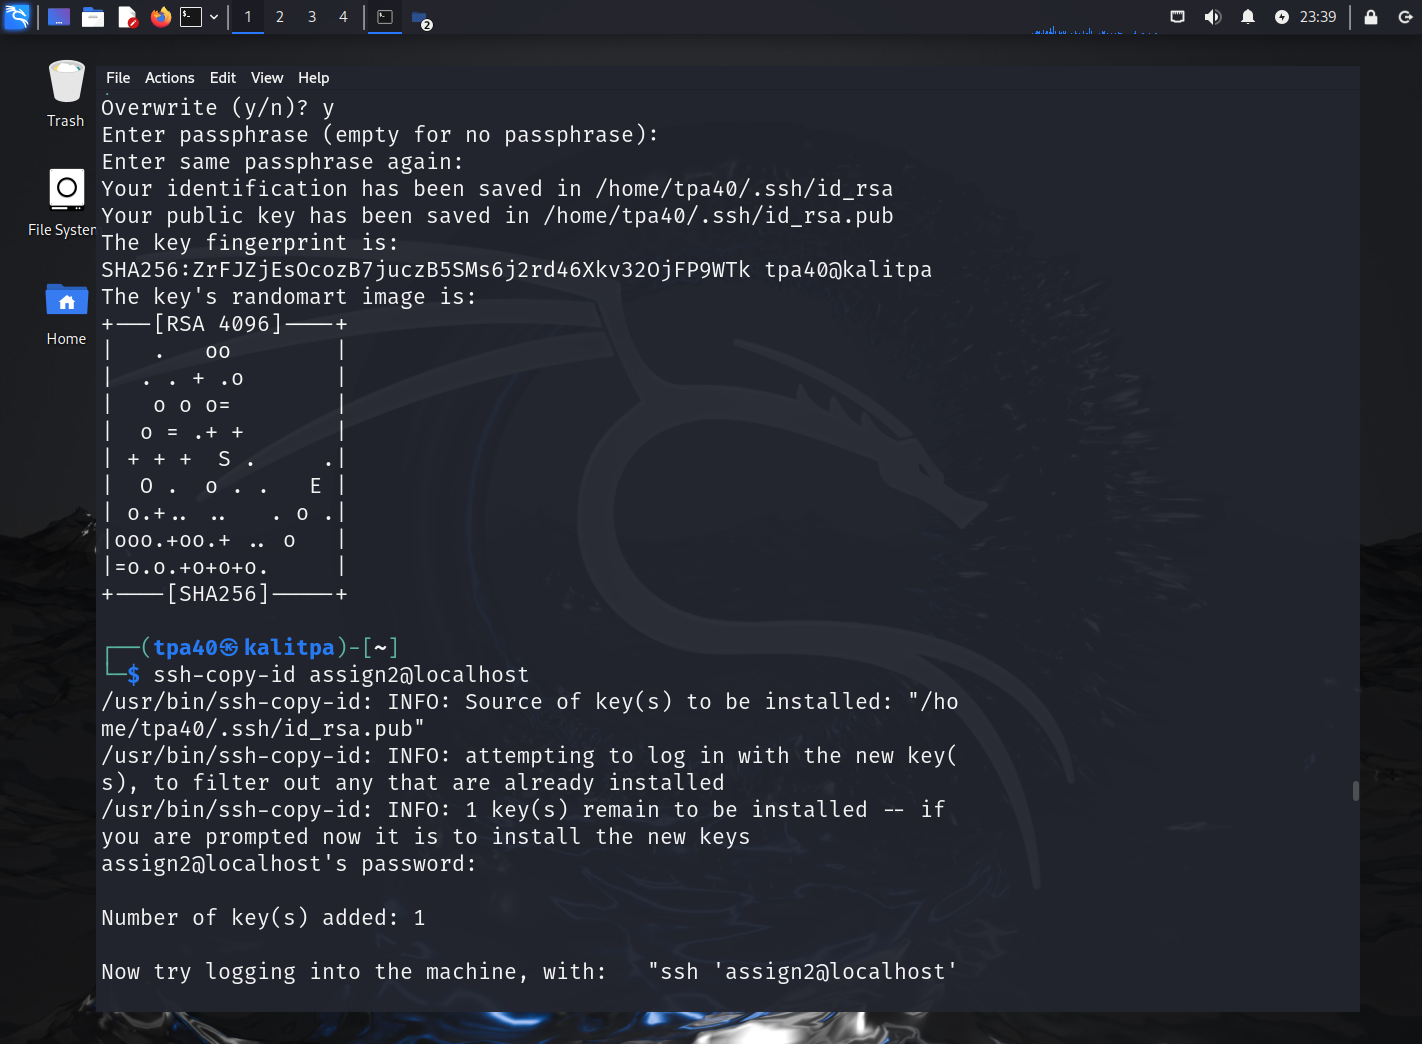 1 2 3 4 2 23:39
Trash
File System
Home
File Actions Edit View Help
Overwrite (y/n)? y
Enter passphrase (empty for no passphrase):
Enter same passphrase again:
Your identification has been saved in /home/tpa40/.ssh/id_rsa
Your public key has been saved in /home/tpa40/.ssh/id_rsa.pub
The key fingerprint is:
SHA256:ZrFJZjEsOcozB7juczB5SMs6j2rd46Xkv32OjFP9WTk tpa40@kalitpa
The key's randomart image is:
+---[RSA 4096]----+
|   .   oo        |
|  . . + .o       |
|   o o o=        |
|  o = .+ +       |
| + + +  S .     .|
|  O .  o . .   E |
| o.+.. ..   . o .|
|ooo.+oo.+ .. o   |
|=o.o.+o+o+o.     |
+----[SHA256]-----+
┌──(tpa40㉿kalitpa)-[~]
└─$ ssh-copy-id assign2@localhost
/usr/bin/ssh-copy-id: INFO: Source of key(s) to be installed: "/ho
me/tpa40/.ssh/id_rsa.pub"
/usr/bin/ssh-copy-id: INFO: attempting to log in with the new key(
s), to filter out any that are already installed
/usr/bin/ssh-copy-id: INFO: 1 key(s) remain to be installed -- if
you are prompted now it is to install the new keys
assign2@localhost's password:
Number of key(s) added: 1
Now try logging into the machine, with:   "ssh 'assign2@localhost'